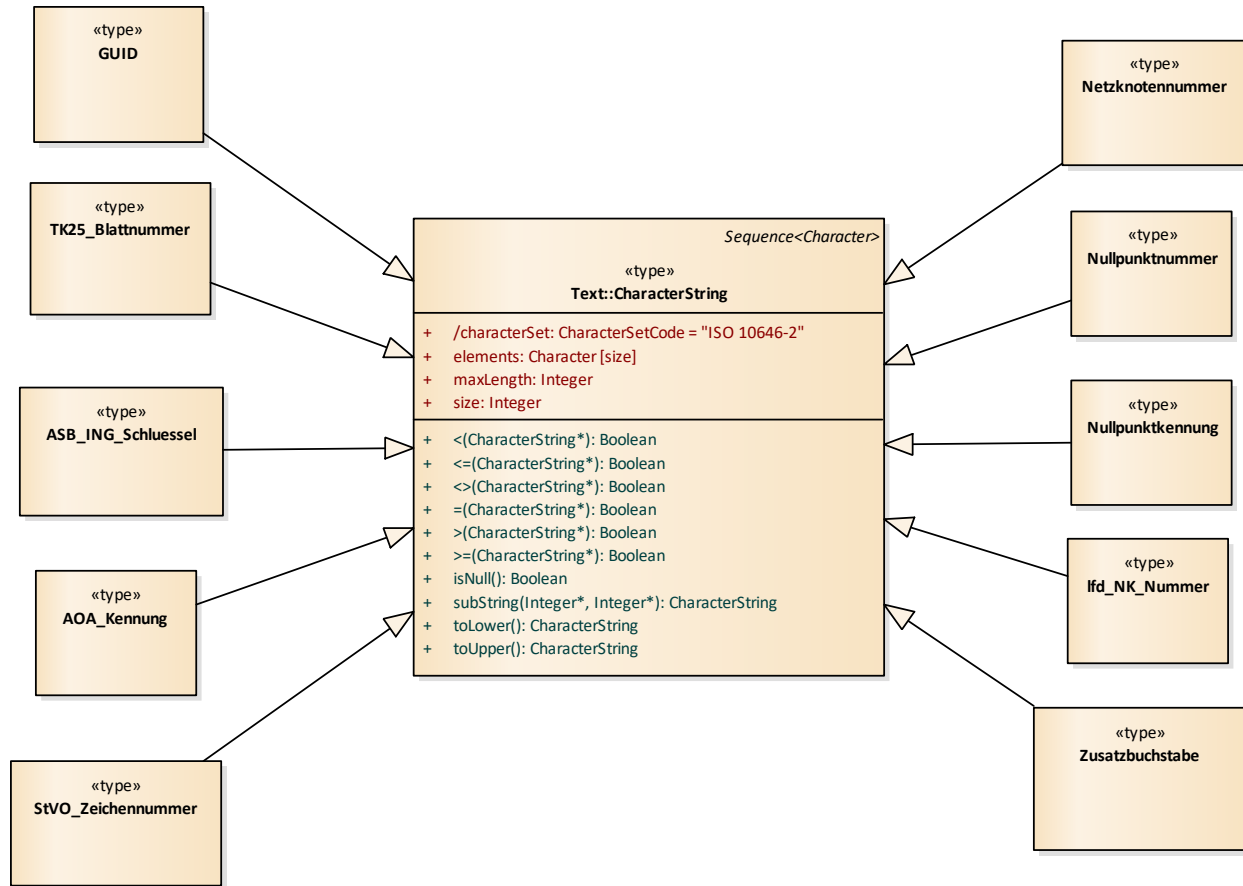 «type»
GUID
«type»
TK25_Blattnummer
«type»
ASB_ING_Schluessel
«type»
AOA_Kennung
«type»
StVO_Zeichennummer
Sequence<Character>
«type»
Text::CharacterString
+ /characterSet: CharacterSetCode = "ISO 10646-2"
+ elements: Character [size]
+ maxLength: Integer
+ size: Integer
+ <(CharacterString*): Boolean
+ <=(CharacterString*): Boolean
+ <>(CharacterString*): Boolean
+ =(CharacterString*): Boolean
+ >(CharacterString*): Boolean
+ >=(CharacterString*): Boolean
+ isNull(): Boolean
+ subString(Integer*, Integer*): CharacterString
+ toLower(): CharacterString
+ toUpper(): CharacterString
«type»
Netzknotennummer
«type»
Nullpunktnummer
«type»
Nullpunktkennung
«type»
lfd_NK_Nummer
«type»
Zusatzbuchstabe